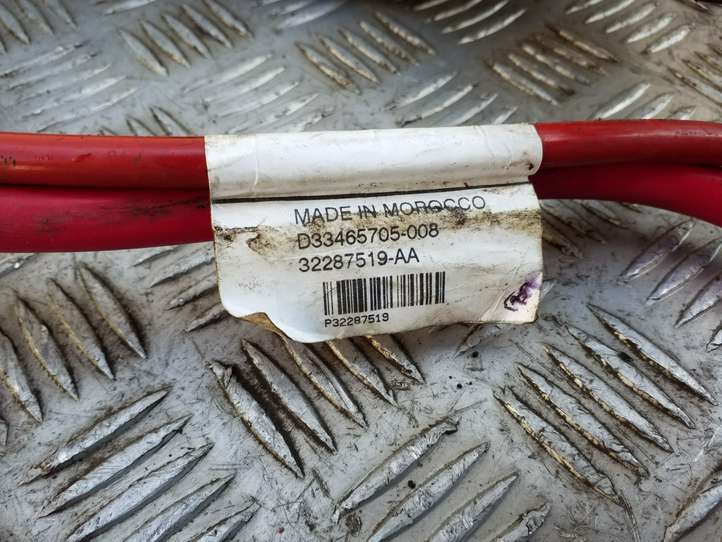 MADE IN MOROCCO
D33465705-008
32287519-AA
P32287519